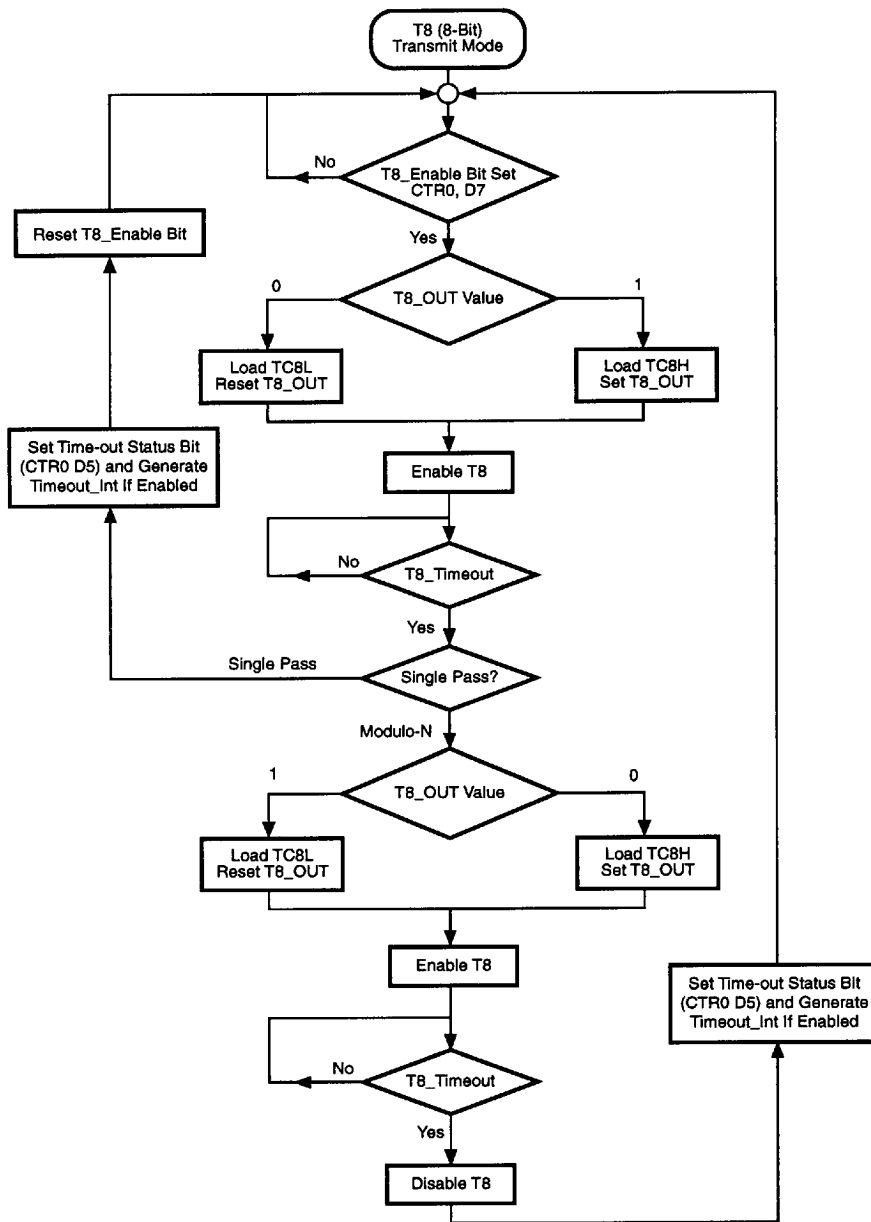 T8 (8-Bit)
Transmit Mode
No
T8_Enable Bit Set
CTR0, D7
Reset T8_Enable Bit
Yes
0
T8_OUT Value
1
Load TC8L
Reset T8_OUT
Load TC8H
Set T8_OUT
Set Time-out Status Bit
(CTR0 D5) and Generate
Timeout_Int If Enabled
Enable T8
No
T8_Timeout
Yes
Single Pass
Single Pass?
Modulo-N
1
T8_OUT Value
0
Load TC8L
Reset T8_OUT
Load TC8H
Set T8_OUT
Enable T8
Set Time-out Status Bit
(CTR0 D5) and Generate
Timeout_Int If Enabled
No
T8_Timeout
Yes
Disable T8